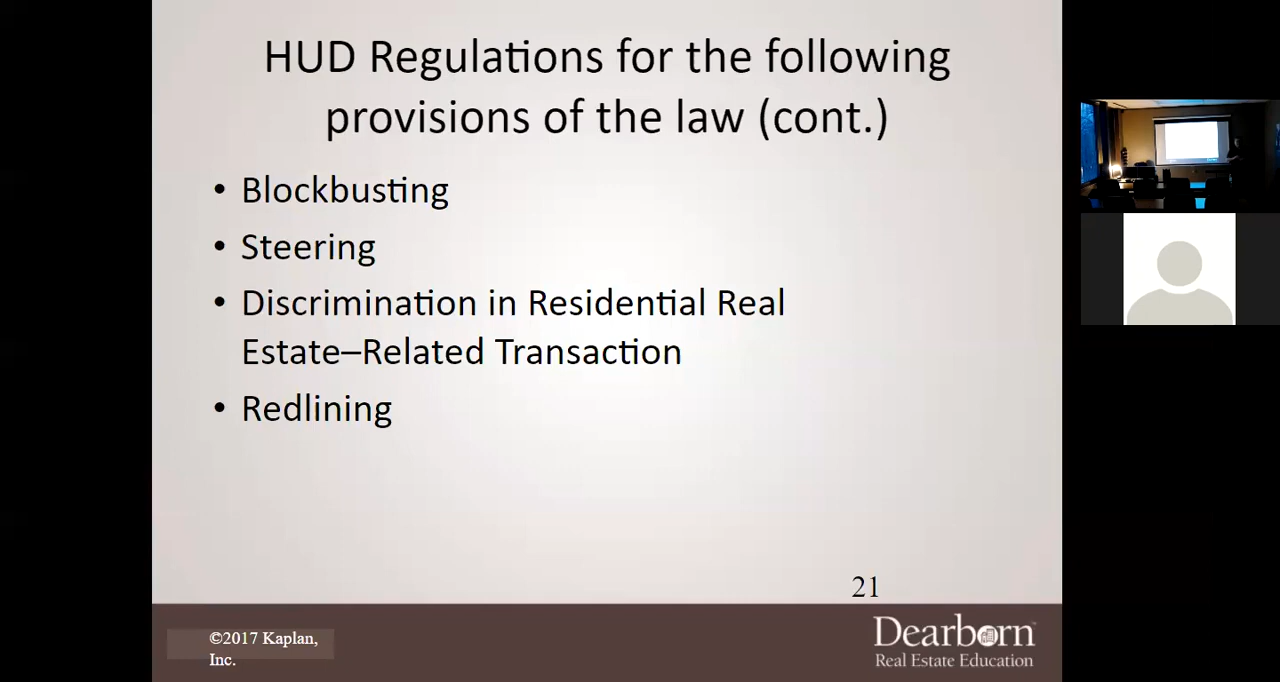 HUD Regulations for the following
provisions of the law (cont.)
• Blockbusting
• Steering
• Discrimination in Residential Real
Estate–Related Transaction
• Redlining
21
©2017 Kaplan,
Inc.
Dearborn™
Real Estate Education